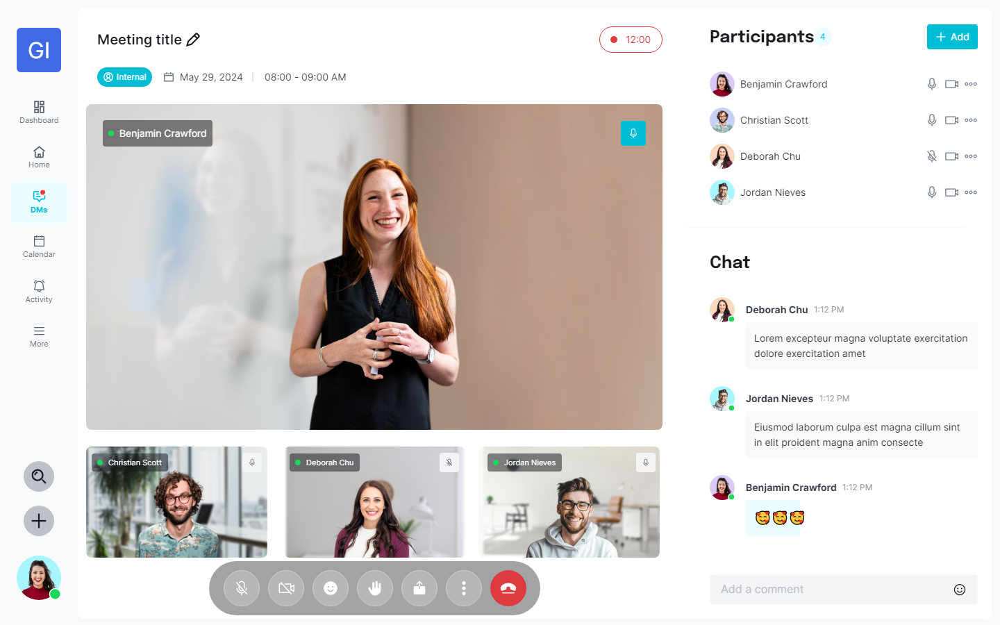 GI
Dashboard
Home
DMs
Calendar
Activity
More
Meeting title
12:00
Internal
May 29, 2024
08:00 - 09:00 AM
Benjamin Crawford
Christian Scott
Deborah Chu
Jordan Nieves
Participants 4
+ Add
Benjamin Crawford
Christian Scott
Deborah Chu
Jordan Nieves
Chat
Deborah Chu 1:12 PM
Lorem excepteur magna voluptate exercitation
dolore exercitation amet
Jordan Nieves 1:12 PM
Eiusmod laborum culpa est magna cillum sint
in elit proident magna anim consecte
Benjamin Crawford 1:12 PM
🥰🥰🥰
Add a comment